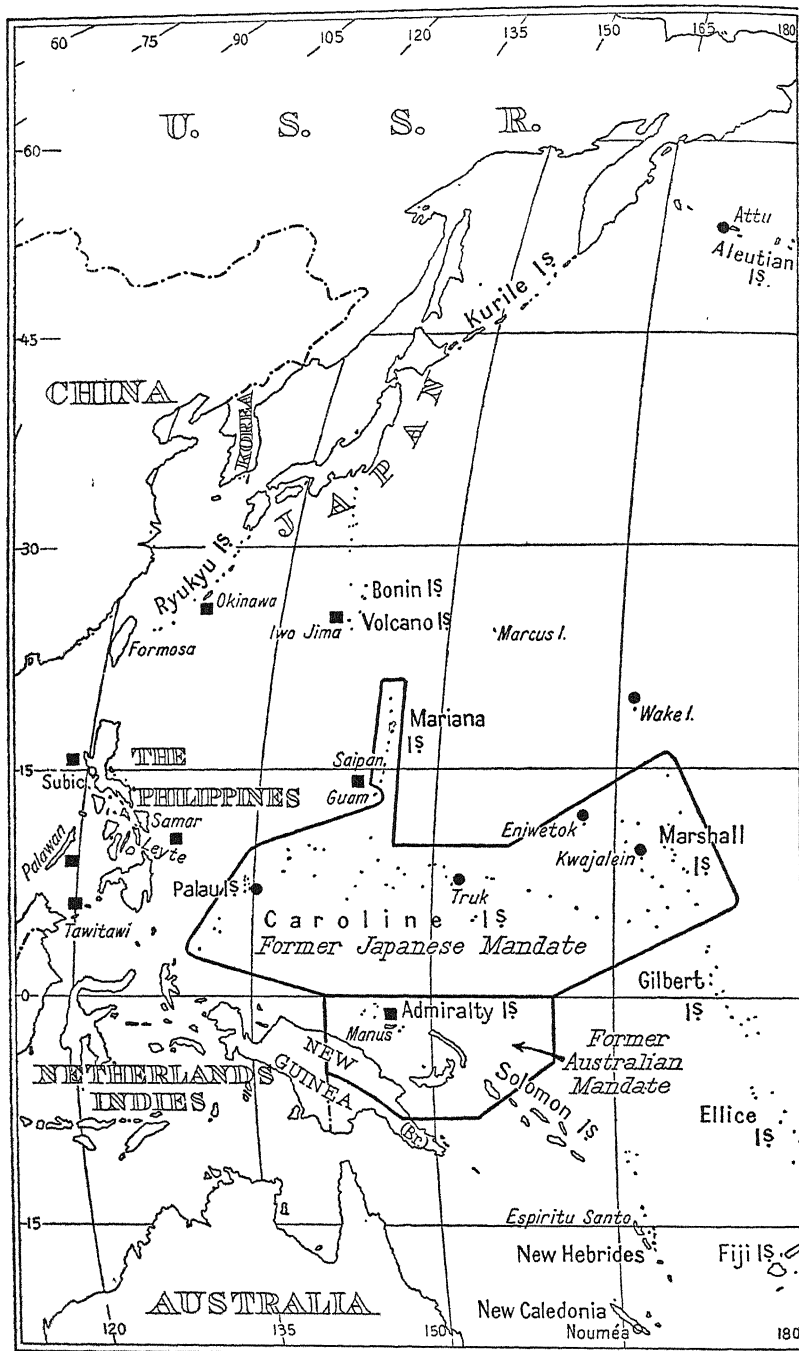 60 75 90 105 120 135 165 180
U. S. S. R.
60
Attu
Aleutian
Is.
Kurile Is
45
CHINA
KOREA
JAPAN
30
Ryukyu Is
Okinawa
Bonin Is
Iwo Jima
Volcano Is
Marcus I.
Formosa
Wake I.
Mariana
Is
15
THE
PHILIPPINES
Subic
Saipan
Guam
Samar
Leyte
Palawan
Eniwetok
Kwajalein
Marshall
Is
Palau Is
Truk
Tawitawi
Caroline Is
Former Japanese Mandate
Gilbert
Is
0
Admiralty Is
Manus
NEW
GUINEA
(Br.)
Former
Australian
Mandate
NETHERLANDS
INDIES
Solomon Is
Ellice
Is
15
Espiritu Santo
New Hebrides
Fiji Is
AUSTRALIA
New Caledonia
Nouméa
120 135 150 180